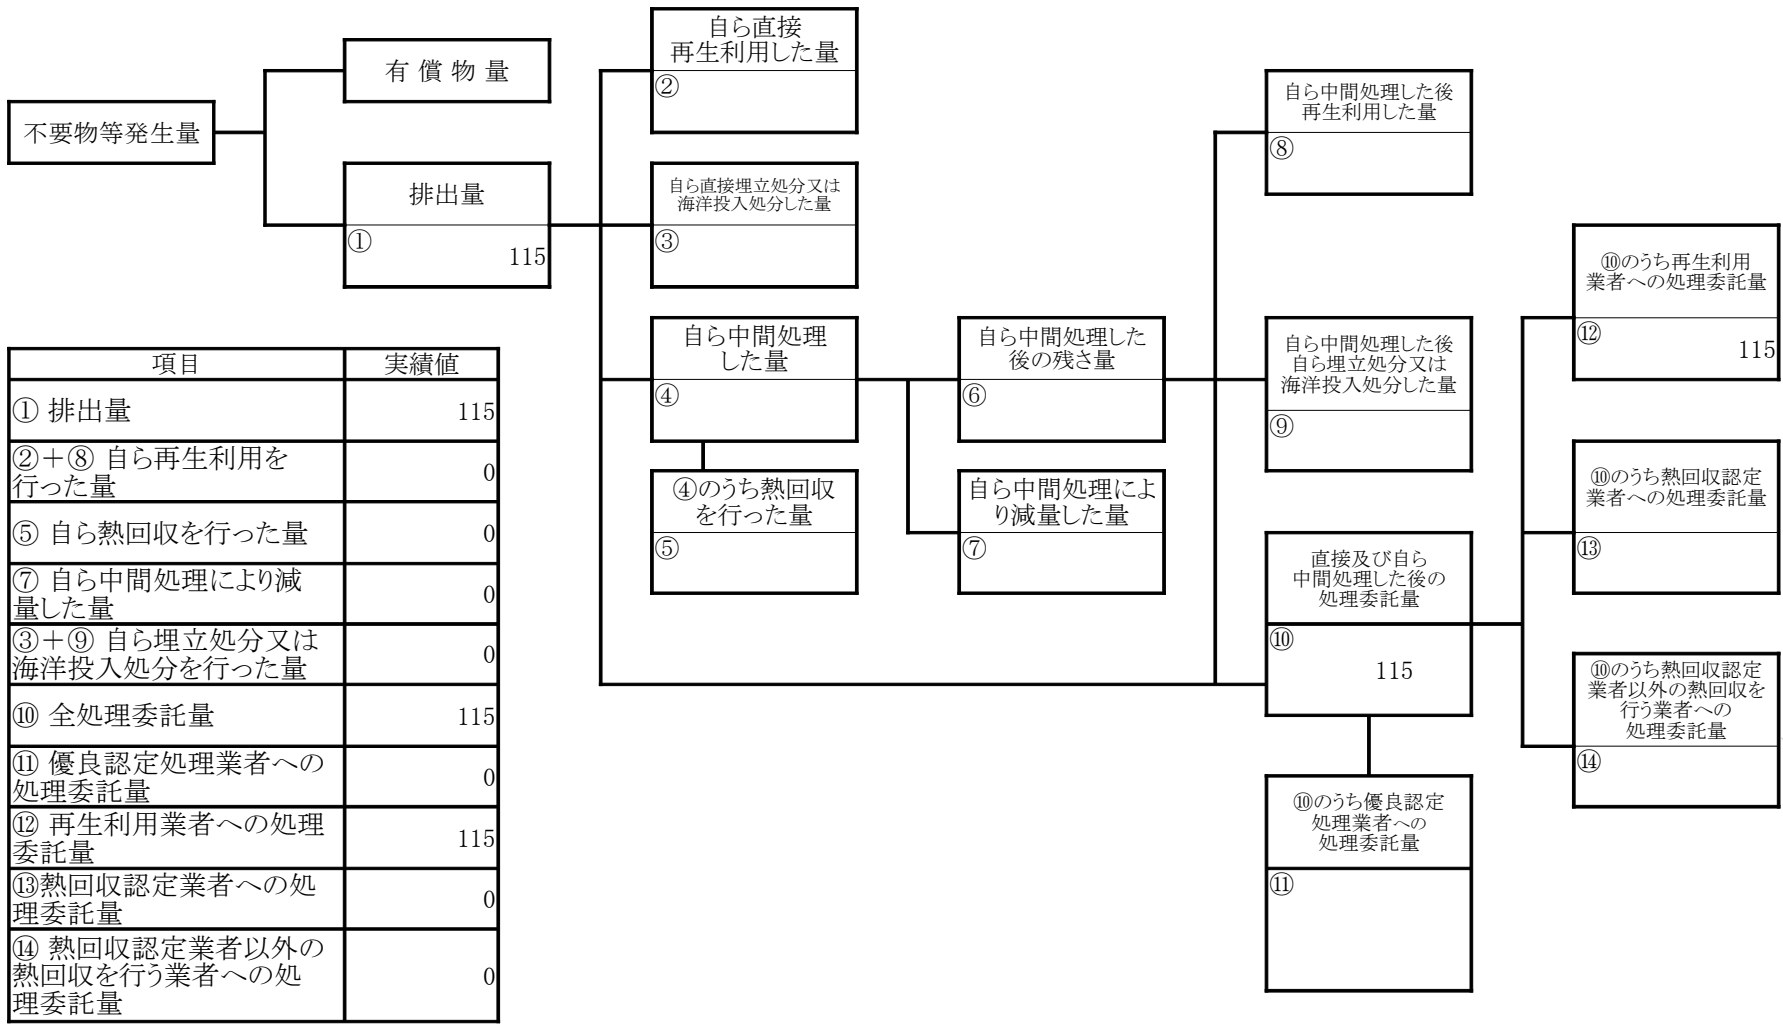 自ら直接
再生利用した量
②
有 償 物 量
不要物等発生量
排出量
①
115
自ら直接埋立処分又は
海洋投入処分した量
③
自ら中間処理した後
再生利用した量
⑧
⑩のうち再生利用
業者への処理委託量
⑫
115
自ら中間処理
した量
④
自ら中間処理した
後の残さ量
⑥
自ら中間処理した後
自ら埋立処分又は
海洋投入処分した量
⑨
④のうち熱回収
を行った量
⑤
自ら中間処理によ
り減量した量
⑦
⑩のうち熱回収認定
業者への処理委託量
⑬
直接及び自ら
中間処理した後の
処理委託量
⑩
115
⑩のうち熱回収認定
業者以外の熱回収を
行う業者への
処理委託量
⑭
⑩のうち優良認定
処理業者への
処理委託量
⑪
項目 実績値
① 排出量 115
②＋⑧ 自ら再生利用を
行った量 0
⑤ 自ら熱回収を行った量 0
⑦ 自ら中間処理により減
量した量 0
③＋⑨ 自ら埋立処分又は
海洋投入処分を行った量 0
⑩ 全処理委託量 115
⑪ 優良認定処理業者への
処理委託量 0
⑫ 再生利用業者への処理
委託量 115
⑬熱回収認定業者への処
理委託量 0
⑭ 熱回収認定業者以外の
熱回収を行う業者への処
理委託量 0